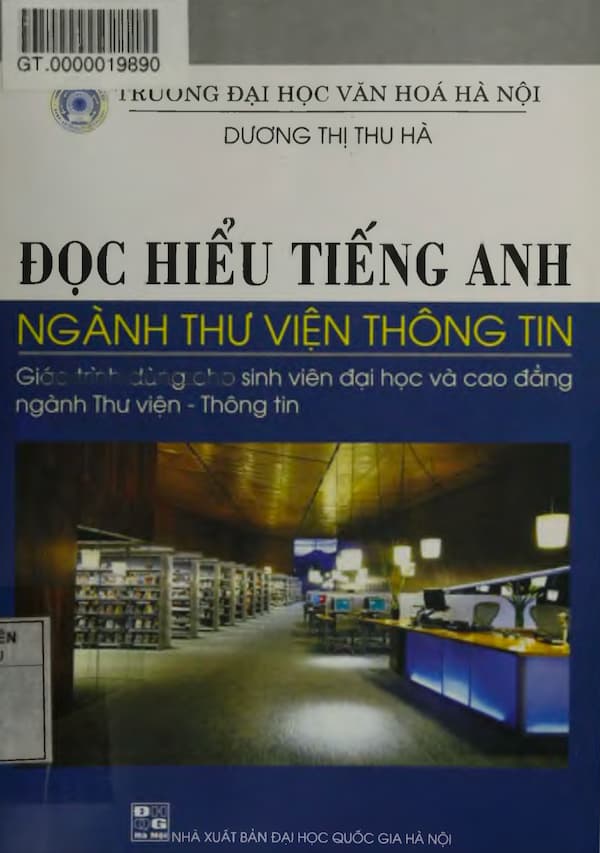 GT.0000019890
TRƯỜNG ĐẠI HỌC VĂN HOÁ HÀ NỘI
DƯƠNG THỊ THU HÀ
ĐỌC HIỂU TIẾNG ANH
NGÀNH THƯ VIỆN THÔNG TIN
Giáo trình dùng cho sinh viên đại học và cao đẳng
ngành Thư viện - Thông tin
ĐH
QG
Hà Nội
NHÀ XUẤT BẢN ĐẠI HỌC QUỐC GIA HÀ NỘI